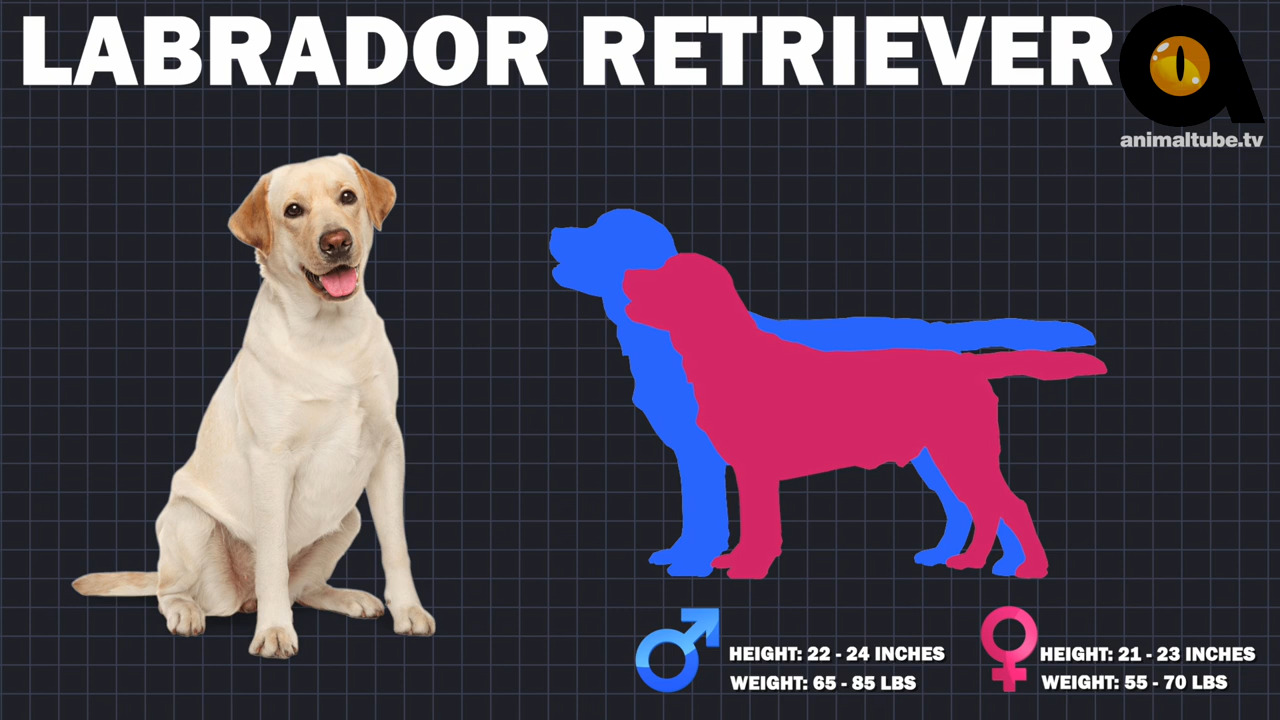 LABRADOR RETRIEVER
animaltube.tv
HEIGHT: 22 - 24 INCHES
WEIGHT: 65 - 85 LBS
HEIGHT: 21 - 23 INCHES
WEIGHT: 55 - 70 LBS